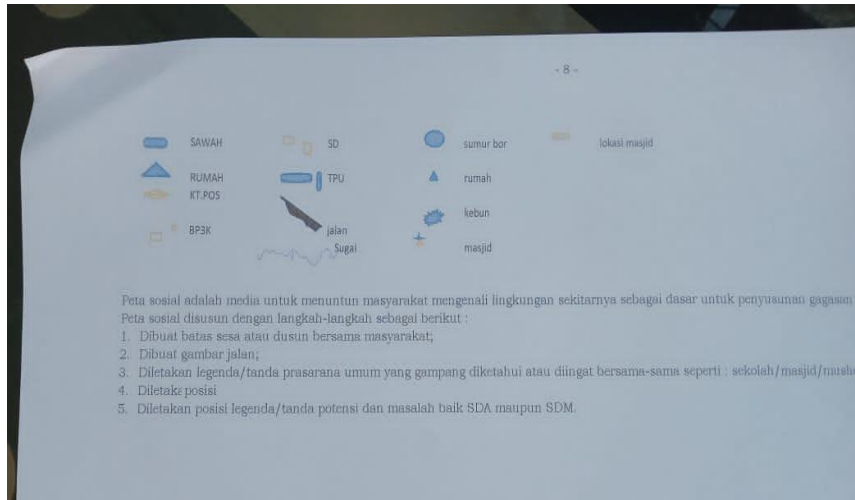 - 8 -
SAWAH SD sumur bor lokasi masjid
RUMAH TPU rumah
KT.POS kebun
BP3K jalan
Sugai masjid
Peta sosial adalah media untuk menuntun masyarakat mengenali lingkungan sekitarnya sebagai dasar untuk penyusunan gagasan
Peta sosial disusun dengan langkah-langkah sebagai berikut :
1. Dibuat batas sesa atau dusun bersama masyarakat;
2. Dibuat gambar jalan;
3. Diletakan legenda/tanda prasarana umum yang gampang diketahui atau diingat bersama-sama seperti : sekolah/masjid/mush
4. Diletaka posisi
5. Diletakan posisi legenda/tanda potensi dan masalah baik SDA maupun SDM.